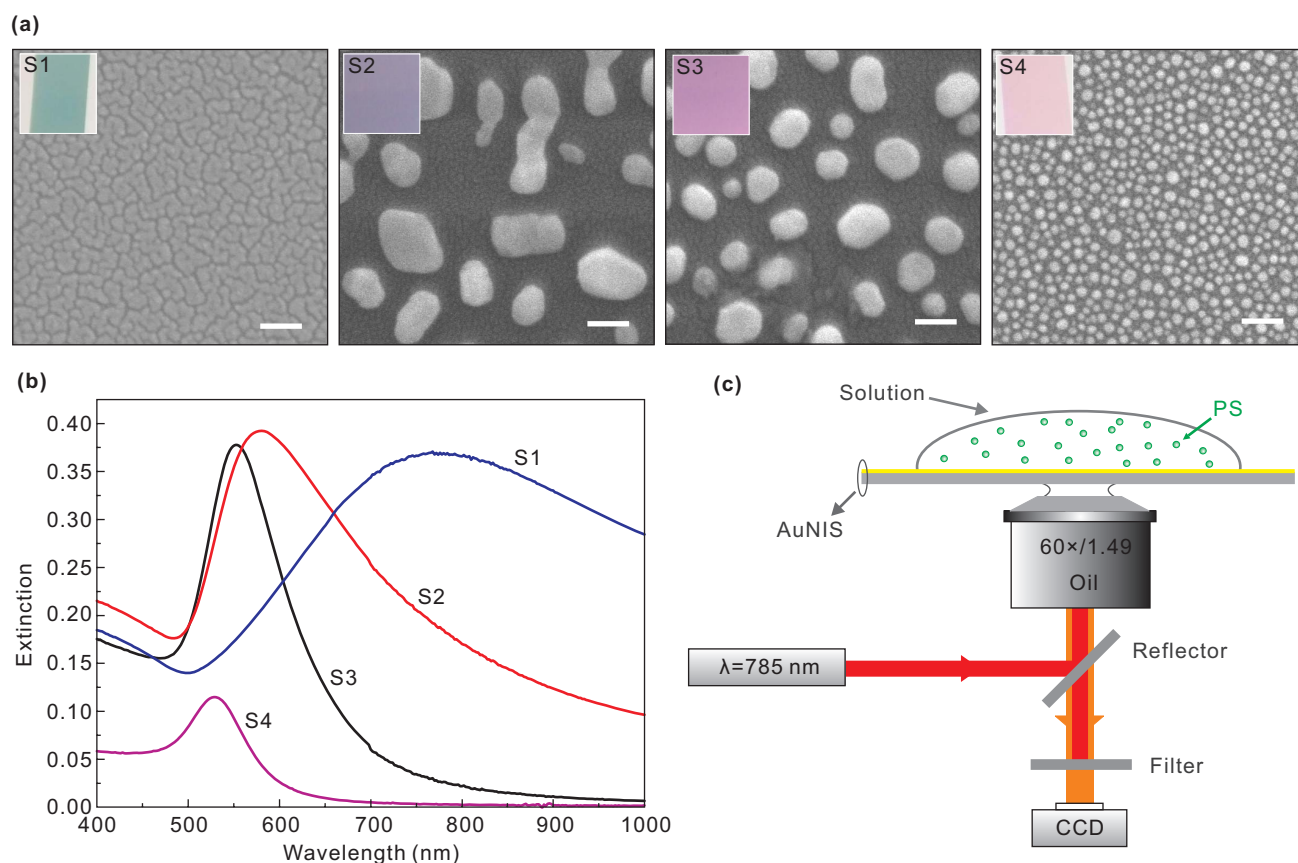 (a)
S1
S2
S3
S4
(b)
Extinction
0.40
0.35
0.30
0.25
0.20
0.15
0.10
0.05
0.00
400 500 600 700 800 900 1000
Wavelength (nm)
S1
S2
S3
S4
(c)
Solution
PS
AuNIS
60×/1.49
Oil
λ=785 nm
Reflector
Filter
CCD